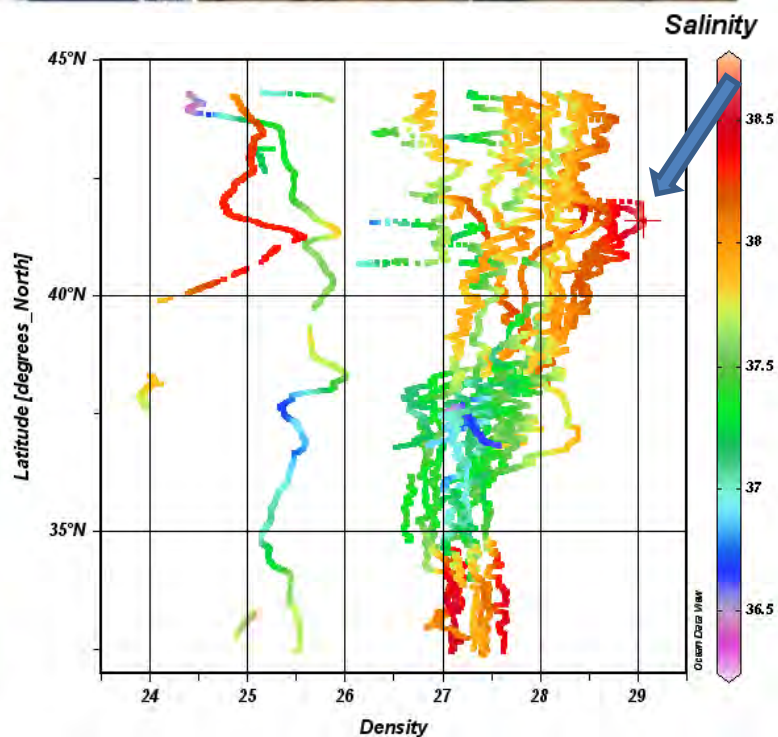 Salinity
45°N
40°N
35°N
Latitude [degrees_North]
24 25 26 27 28 29
Density
38.5
38
37.5
37
36.5
Ocean Data View